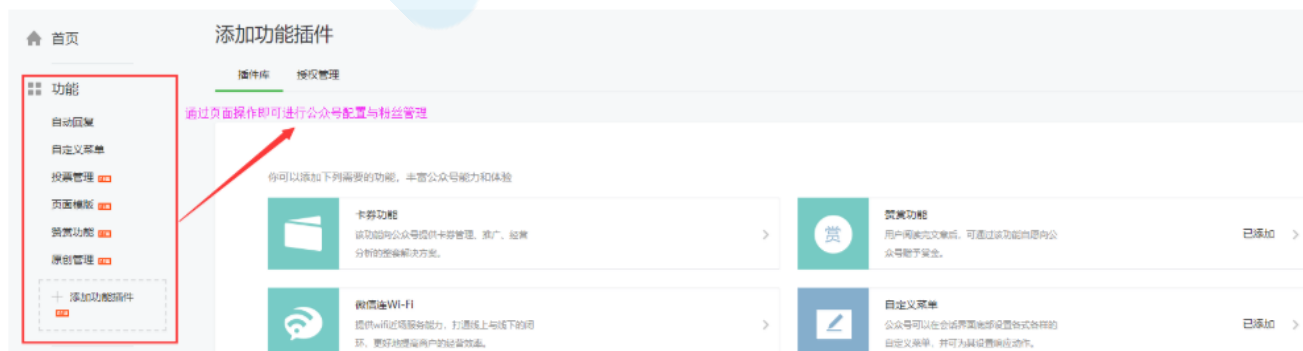 首页
添加功能插件
功能
插件库 授权管理
通过页面操作即可进行公众号配置与粉丝管理
自动回复
自定义菜单
投票管理
页面模版
赞赏功能
原创管理
添加功能插件
你可以添加下列需要的功能，丰富公众号能力和体验
卡券功能
该功能向公众号提供卡券管理、推广、经营
分析的整套解决方案。
赏
赞赏功能
用户阅读完文章后，可通过该功能自愿向公
众号赠予赏金。
已添加
微信连Wi-Fi
提供wifi近场服务能力，打通线上与线下的闭
环、更好地提高商户的经营效率。
自定义菜单
公众号可以在会话界面底部设置各式各样的
自定义菜单，并可为其设置响应动作。
已添加